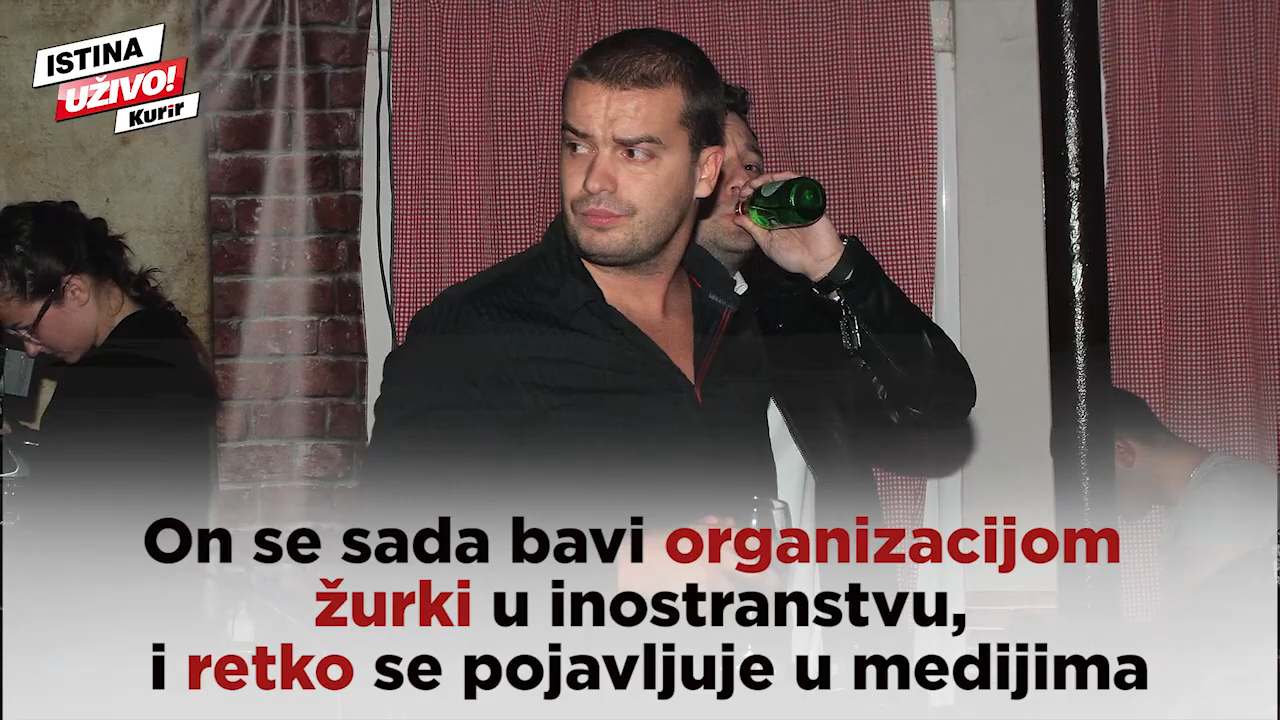 ISTINA
UŽIVO!
Kurir
On se sada bavi organizacijom
žurki u inostranstvu,
i retko se pojavljuje u medijima